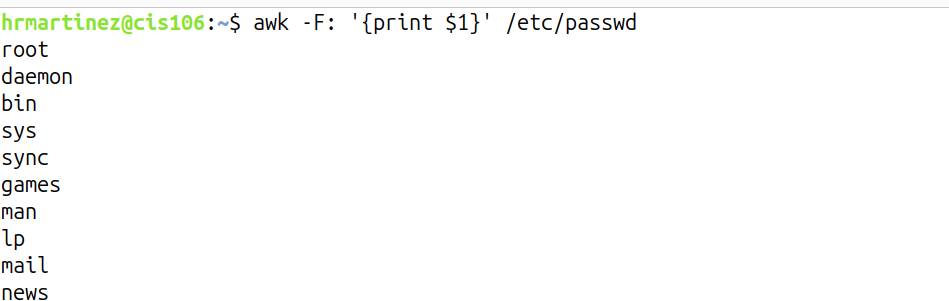 hrmartinez@cis106:~$ awk -F: '{print $1}' /etc/passwd
root
daemon
bin
sys
sync
games
man
lp
mail
news